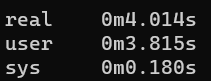 real    0m4.014s
user    0m3.815s
sys     0m0.180s